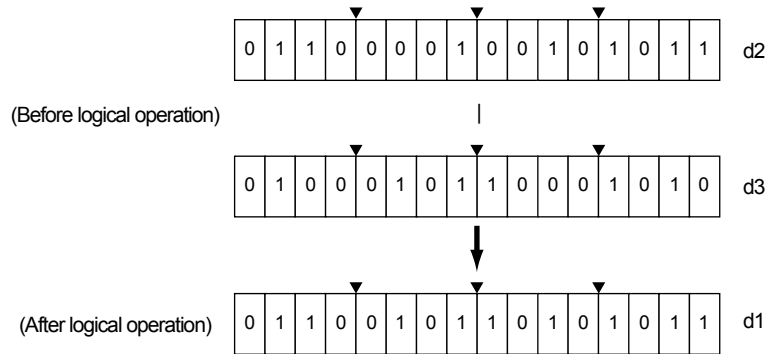 0 1 1 0 0 0 0 1 0 0 1 0 1 0 1 1 d2
(Before logical operation) |
0 1 0 0 0 1 0 1 1 0 0 0 1 0 1 0 d3
(After logical operation) 0 1 1 0 0 1 0 1 1 0 1 0 1 0 1 1 d1